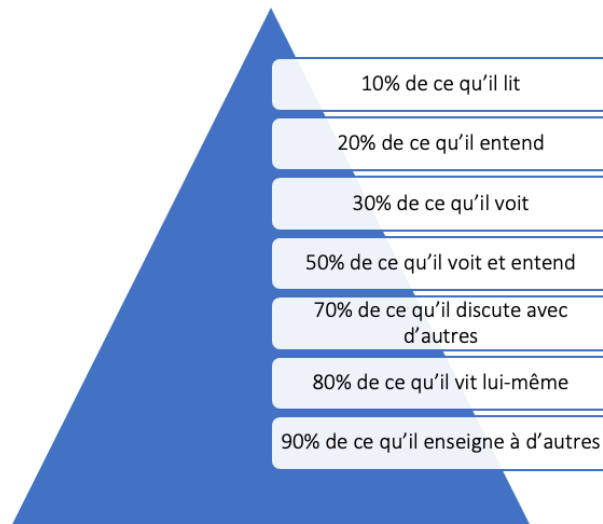 10% de ce qu’il lit
20% de ce qu’il entend
30% de ce qu’il voit
50% de ce qu’il voit et entend
70% de ce qu’il discute avec
d’autres
80% de ce qu’il vit lui-même
90% de ce qu’il enseigne à d’autres